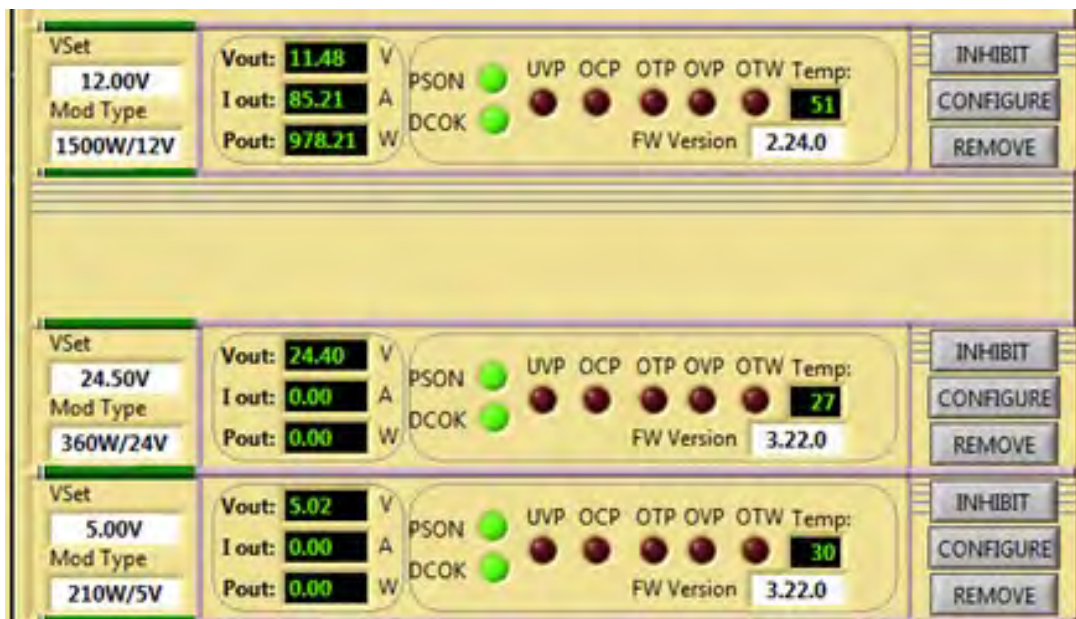 VSet
12.00V
Mod Type
1500W/12V
Vout: 11.48 V
I out: 85.21 A
Pout: 978.21 W
PSON
DCOK
UVP OCP OTP OVP OTW Temp:
51
FW Version 2.24.0
INHIBIT
CONFIGURE
REMOVE
VSet
24.50V
Mod Type
360W/24V
Vout: 24.40 V
I out: 0.00 A
Pout: 0.00 W
PSON
DCOK
UVP OCP OTP OVP OTW Temp:
27
FW Version 3.22.0
INHIBIT
CONFIGURE
REMOVE
VSet
5.00V
Mod Type
210W/5V
Vout: 5.02 V
I out: 0.00 A
Pout: 0.00 W
PSON
DCOK
UVP OCP OTP OVP OTW Temp:
30
FW Version 3.22.0
INHIBIT
CONFIGURE
REMOVE